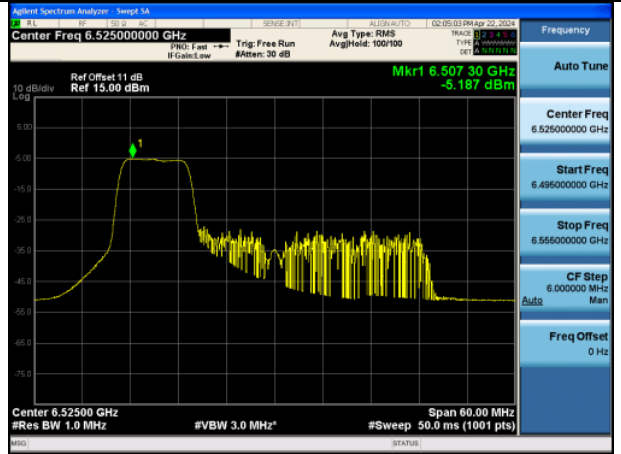 Agilent Spectrum Analyzer - Swept SA
RL RF 50 Ω AC SENSE:INT ALIGN AUTO 02:05:03 PM Apr 22, 2024
Center Freq 6.525000000 GHz
PNO: Fast
IFGain:Low
Trig: Free Run
#Atten: 30 dB
Avg Type: RMS
Avg|Hold: 100/100
TRACE 1 2 3 4 5 6
TYPE A
DET A N N N N N
Mkr1 6.507 30 GHz
-5.187 dBm
Ref Offset 11 dB
10 dB/div Ref 15.00 dBm
Log
1
5.00
-5.00
-15.0
-25.0
-35.0
-45.0
-55.0
-65.0
-75.0
Center 6.52500 GHz Span 60.00 MHz
#Res BW 1.0 MHz #VBW 3.0 MHz* #Sweep 50.0 ms (1001 pts)
MSG STATUS
Frequency
Auto Tune
Center Freq
6.525000000 GHz
Start Freq
6.495000000 GHz
Stop Freq
6.555000000 GHz
CF Step
6.000000 MHz
Auto Man
Freq Offset
0 Hz